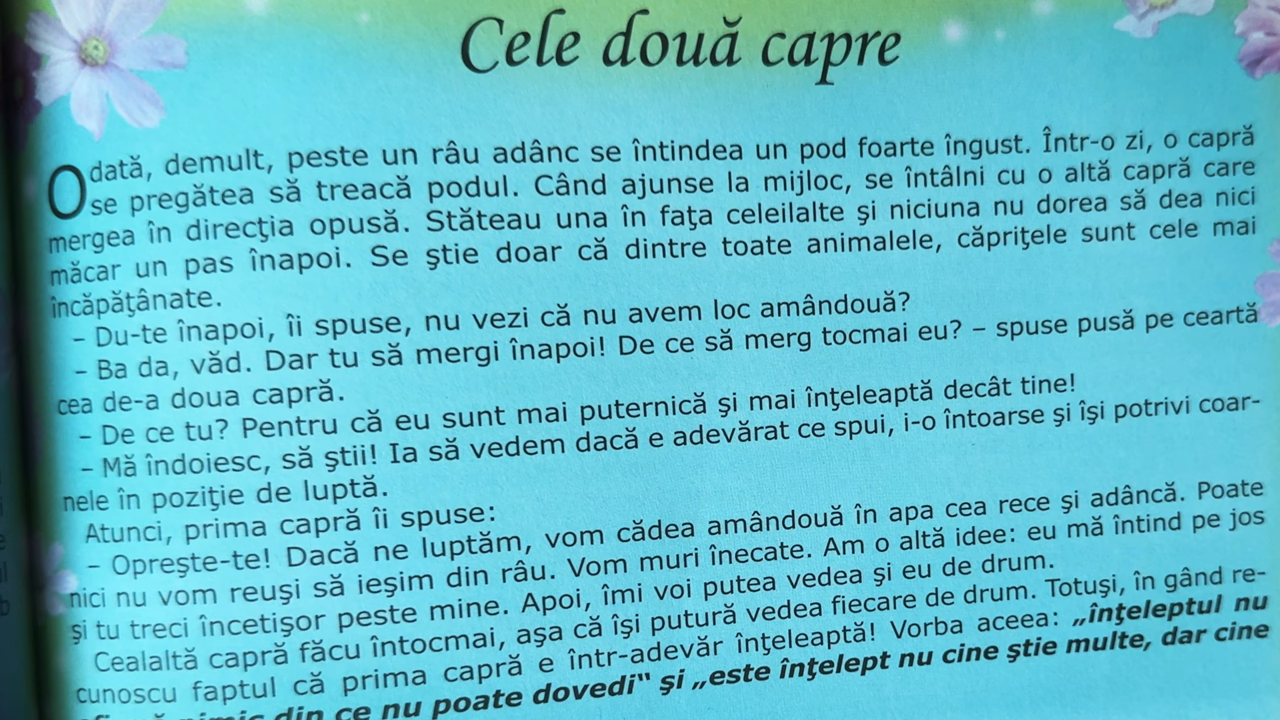 Cele două capre
Odată, demult, peste un râu adânc se întindea un pod foarte îngust. Într-o zi, o capră
se pregătea să treacă podul. Când ajunse la mijloc, se întâlni cu o altă capră care
mergea în direcţia opusă. Stăteau una în faţa celeilalte şi niciuna nu dorea să dea nici
măcar un pas înapoi. Se ştie doar că dintre toate animalele, căpriţele sunt cele mai
încăpăţânate.
– Du-te înapoi, îi spuse, nu vezi că nu avem loc amândouă?
– Ba da, văd. Dar tu să mergi înapoi! De ce să merg tocmai eu? – spuse pusă pe ceartă
cea de-a doua capră.
– De ce tu? Pentru că eu sunt mai puternică şi mai înţeleaptă decât tine!
– Mă îndoiesc, să ştii! Ia să vedem dacă e adevărat ce spui, i-o întoarse şi îşi potrivi coar-
nele în poziţie de luptă.
Atunci, prima capră îi spuse:
– Opreşte-te! Dacă ne luptăm, vom cădea amândouă în apa cea rece şi adâncă. Poate
nici nu vom reuşi să ieşim din râu. Vom muri înecate. Am o altă idee: eu mă întind pe jos
şi tu treci încetişor peste mine. Apoi, îmi voi putea vedea şi eu de drum.
Cealaltă capră făcu întocmai, aşa că îşi putură vedea fiecare de drum. Totuşi, în gând re-
cunoscu faptul că prima capră e într-adevăr înţeleaptă! Vorba aceea: „înţeleptul nu
nimic din ce nu poate dovedi" şi „este înţelept nu cine ştie multe, dar cine